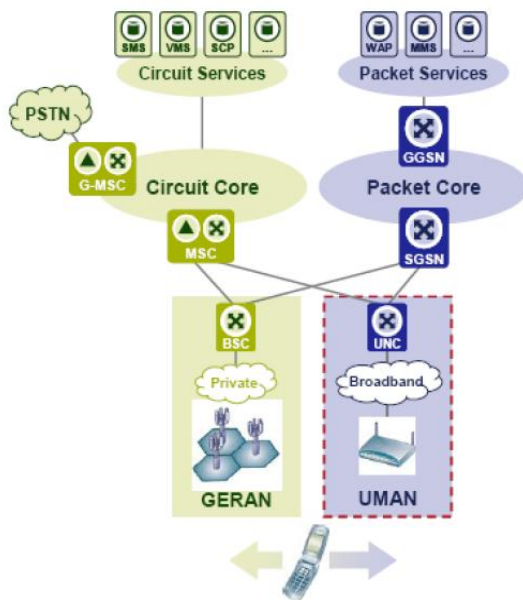 SMS VMS SCP ...
WAP MMS ...
Circuit Services
Packet Services
PSTN
GGSN
G-MSC
Circuit Core
Packet Core
MSC
SGSN
BSC
UNC
Private
Broadband
GERAN
UMAN